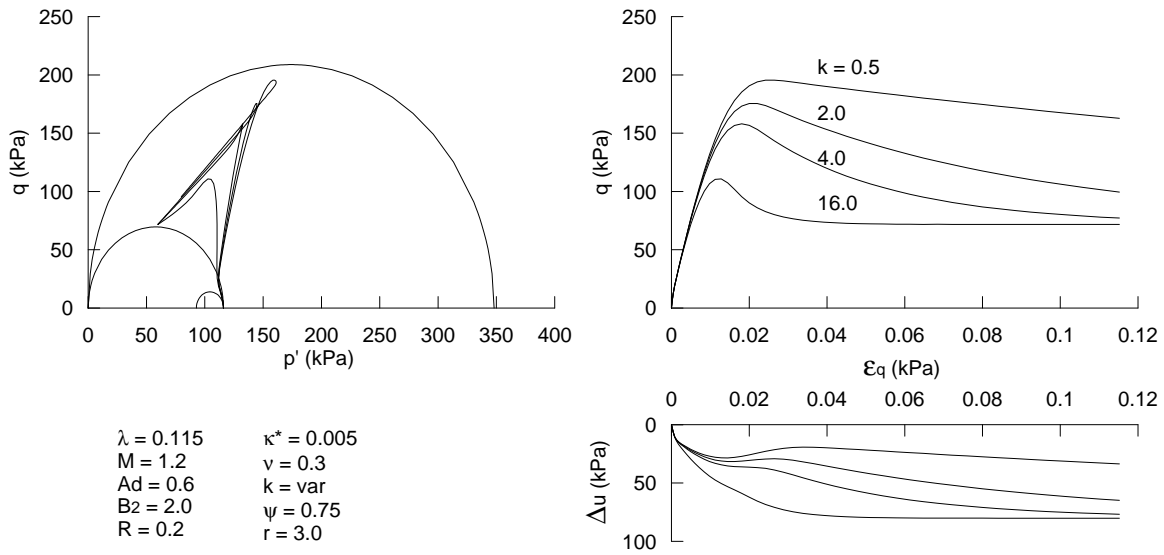 250
200
150
100
50
0
q (kPa)
0 50 100 150 200 250 300 350 400
p' (kPa)
250
200
150
100
50
0
q (kPa)
k = 0.5
2.0
4.0
16.0
0 0.02 0.04 0.06 0.08 0.1 0.12
εq (kPa)
0 0.02 0.04 0.06 0.08 0.1 0.12
0
50
100
Δu (kPa)
λ = 0.115
M = 1.2
Ad = 0.6
B2 = 2.0
R = 0.2
κ* = 0.005
ν = 0.3
k = var
ψ = 0.75
r = 3.0